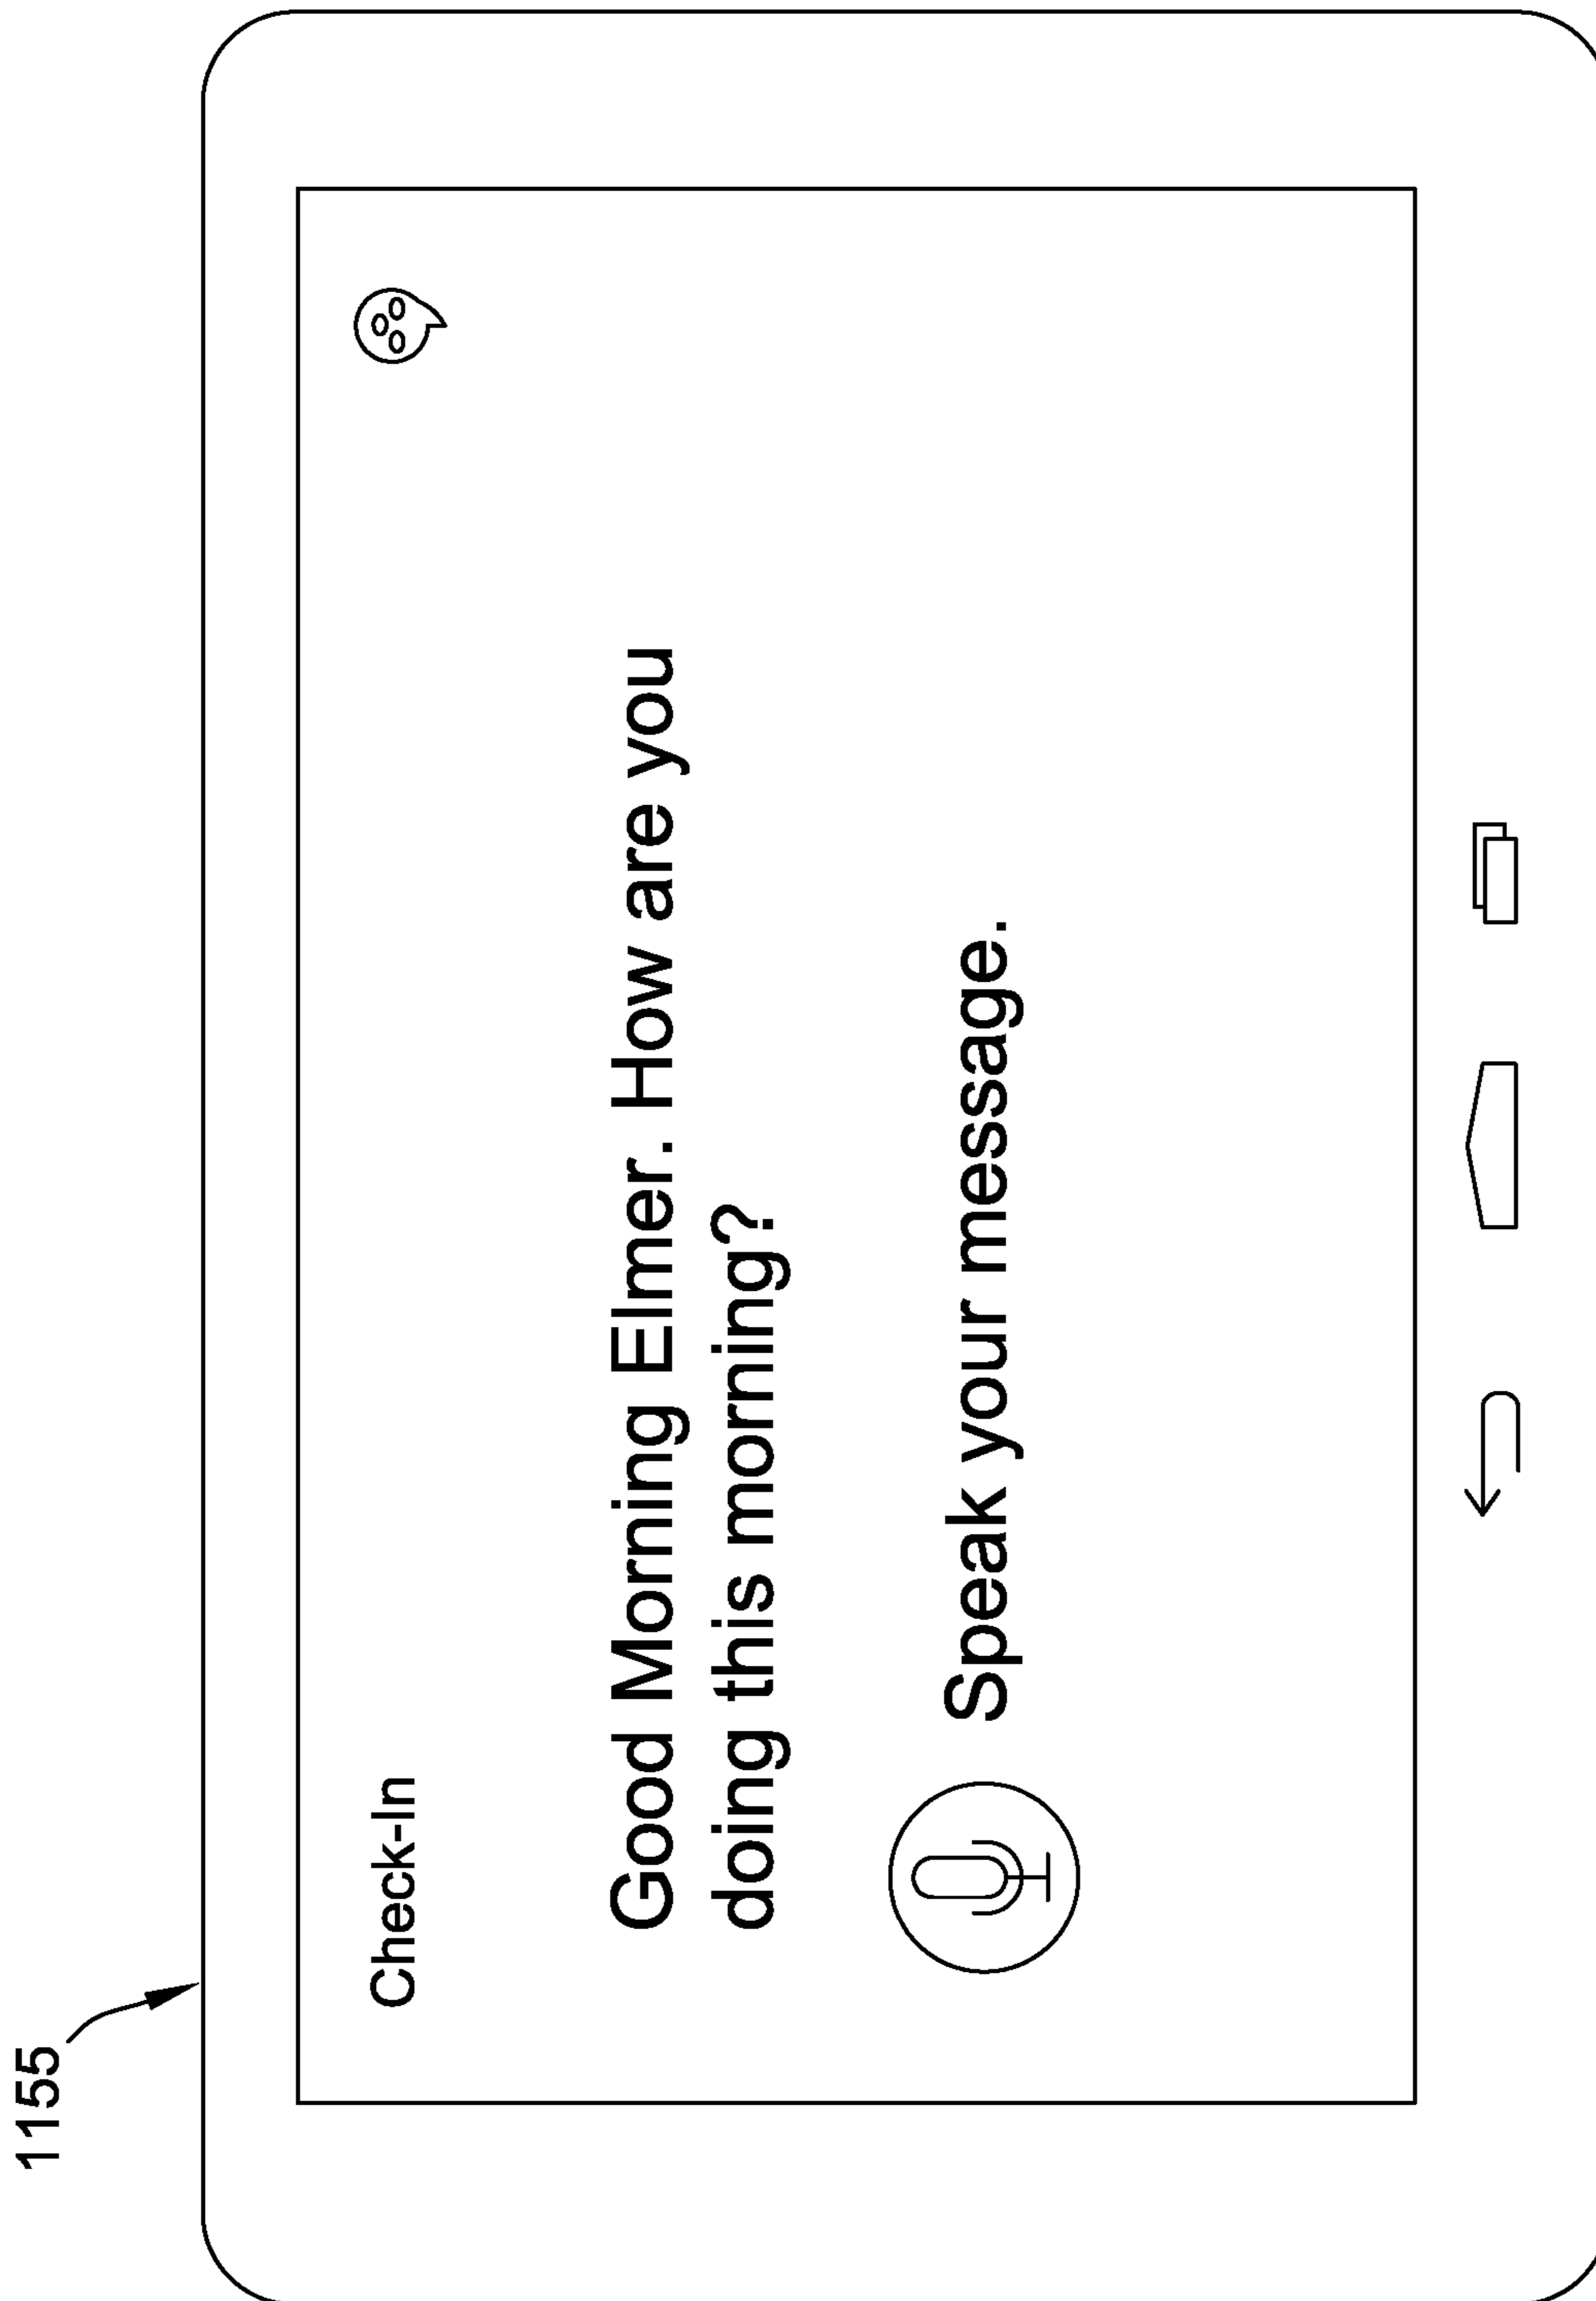 1155
Check-In
Good Morning Elmer. How are you
doing this morning?
Speak your message.